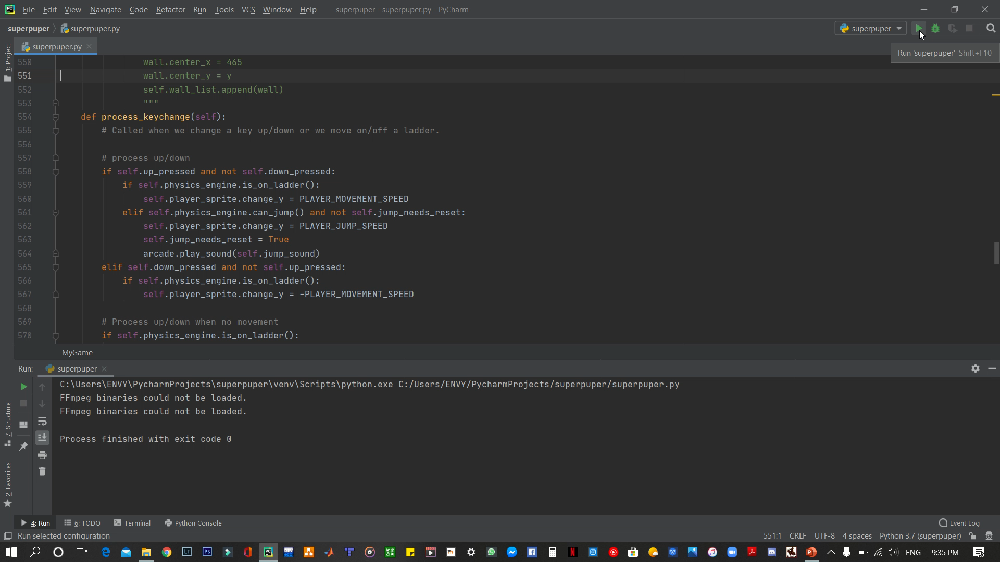 File Edit View Navigate Code Refactor Run Tools VCS Window Help superpuper - superpuper.py - PyCharm
superpuper superpuper.py superpuper
superpuper.py
Run 'superpuper' Shift+F10
1: Project
550 wall.center_x = 465
551 wall.center_y = y
552 self.wall_list.append(wall)
553 """
554 def process_keychange(self):
555 # Called when we change a key up/down or we move on/off a ladder.
556
557 # process up/down
558 if self.up_pressed and not self.down_pressed:
559 if self.physics_engine.is_on_ladder():
560 self.player_sprite.change_y = PLAYER_MOVEMENT_SPEED
561 elif self.physics_engine.can_jump() and not self.jump_needs_reset:
562 self.player_sprite.change_y = PLAYER_JUMP_SPEED
563 self.jump_needs_reset = True
564 arcade.play_sound(self.jump_sound)
565 elif self.down_pressed and not self.up_pressed:
566 if self.physics_engine.is_on_ladder():
567 self.player_sprite.change_y = -PLAYER_MOVEMENT_SPEED
568
569 # Process up/down when no movement
570 if self.physics_engine.is_on_ladder():
MyGame
Run: superpuper
C:\Users\ENVY\PycharmProjects\superpuper\venv\Scripts\python.exe C:/Users/ENVY/PycharmProjects/superpuper/superpuper.py
FFmpeg binaries could not be loaded.
FFmpeg binaries could not be loaded.
Process finished with exit code 0
7: Structure
2: Favorites
4: Run 6: TODO Terminal Python Console Event Log
Run selected configuration 551:1 CRLF UTF-8 4 spaces Python 3.7 (superpuper)
ENG 9:35 PM